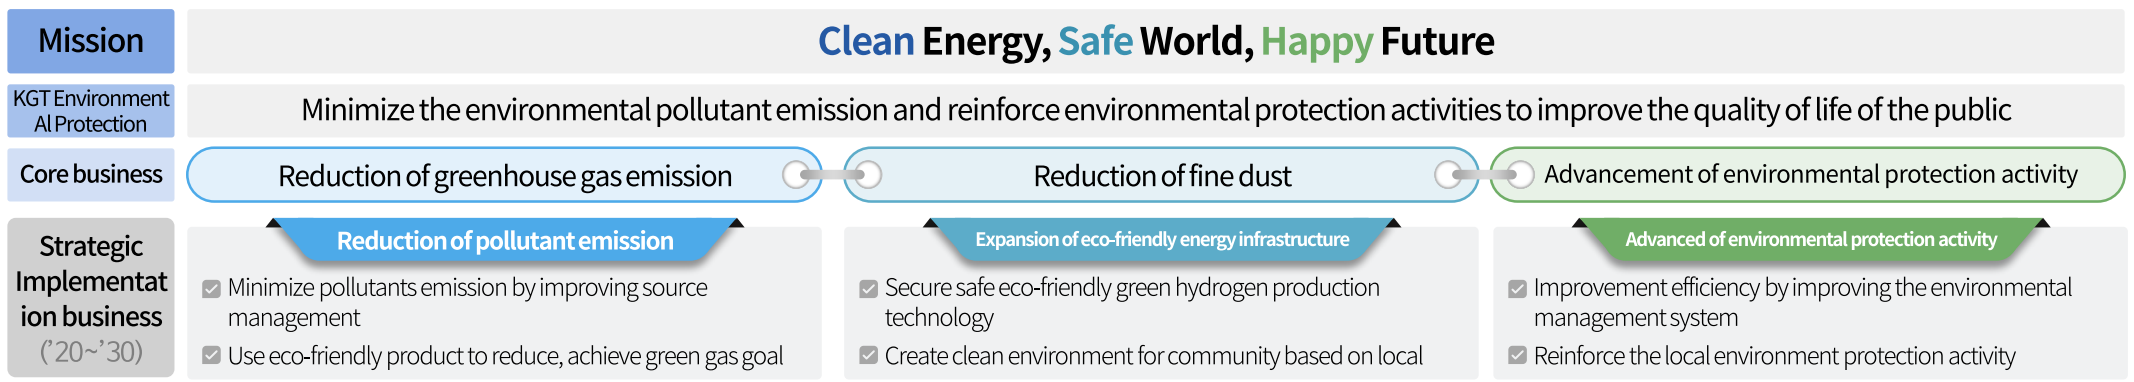 Mission
Clean Energy, Safe World, Happy Future
KGT Environment
Al Protection
Minimize the environmental pollutant emission and reinforce environmental protection activities to improve the quality of life of the public
Core business
Reduction of greenhouse gas emission
Reduction of fine dust
Advancement of environmental protection activity
Strategic
Implementat
ion business
('20~'30)
Reduction of pollutant emission
Minimize pollutants emission by improving source
management
Use eco-friendly product to reduce, achieve green gas goal
Expansion of eco-friendly energy infrastructure
Secure safe eco-friendly green hydrogen production
technology
Create clean environment for community based on local
Advanced of environmental protection activity
Improvement efficiency by improving the environmental
management system
Reinforce the local environment protection activity